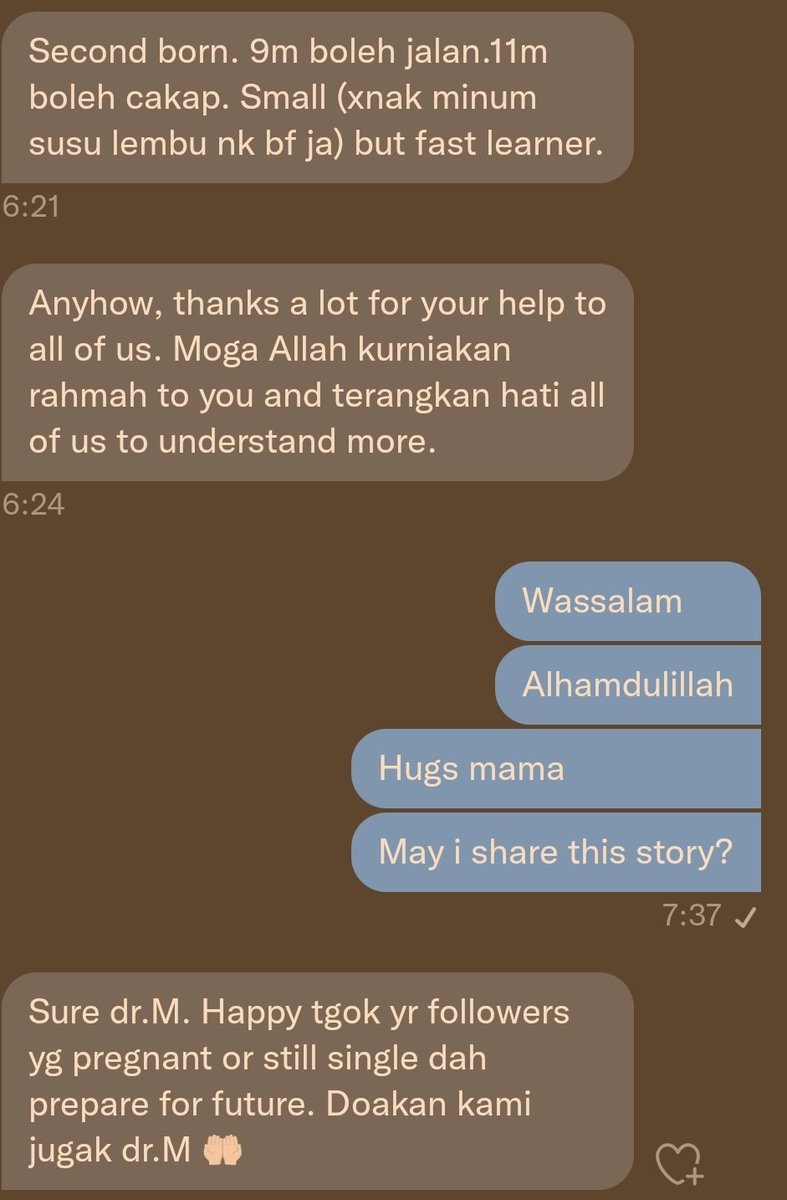 Second born. 9m boleh jalan.11m
boleh cakap. Small (xnak minum
susu lembu nk bf ja) but fast learner.
6:21
Anyhow, thanks a lot for your help to
all of us. Moga Allah kurniakan
rahmah to you and terangkan hati all
of us to understand more.
6:24
Wassalam
Alhamdulillah
Hugs mama
May i share this story?
7:37
Sure dr.M. Happy tgok yr followers
yg pregnant or still single dah
prepare for future. Doakan kami
jugak dr.M 🤲🏼